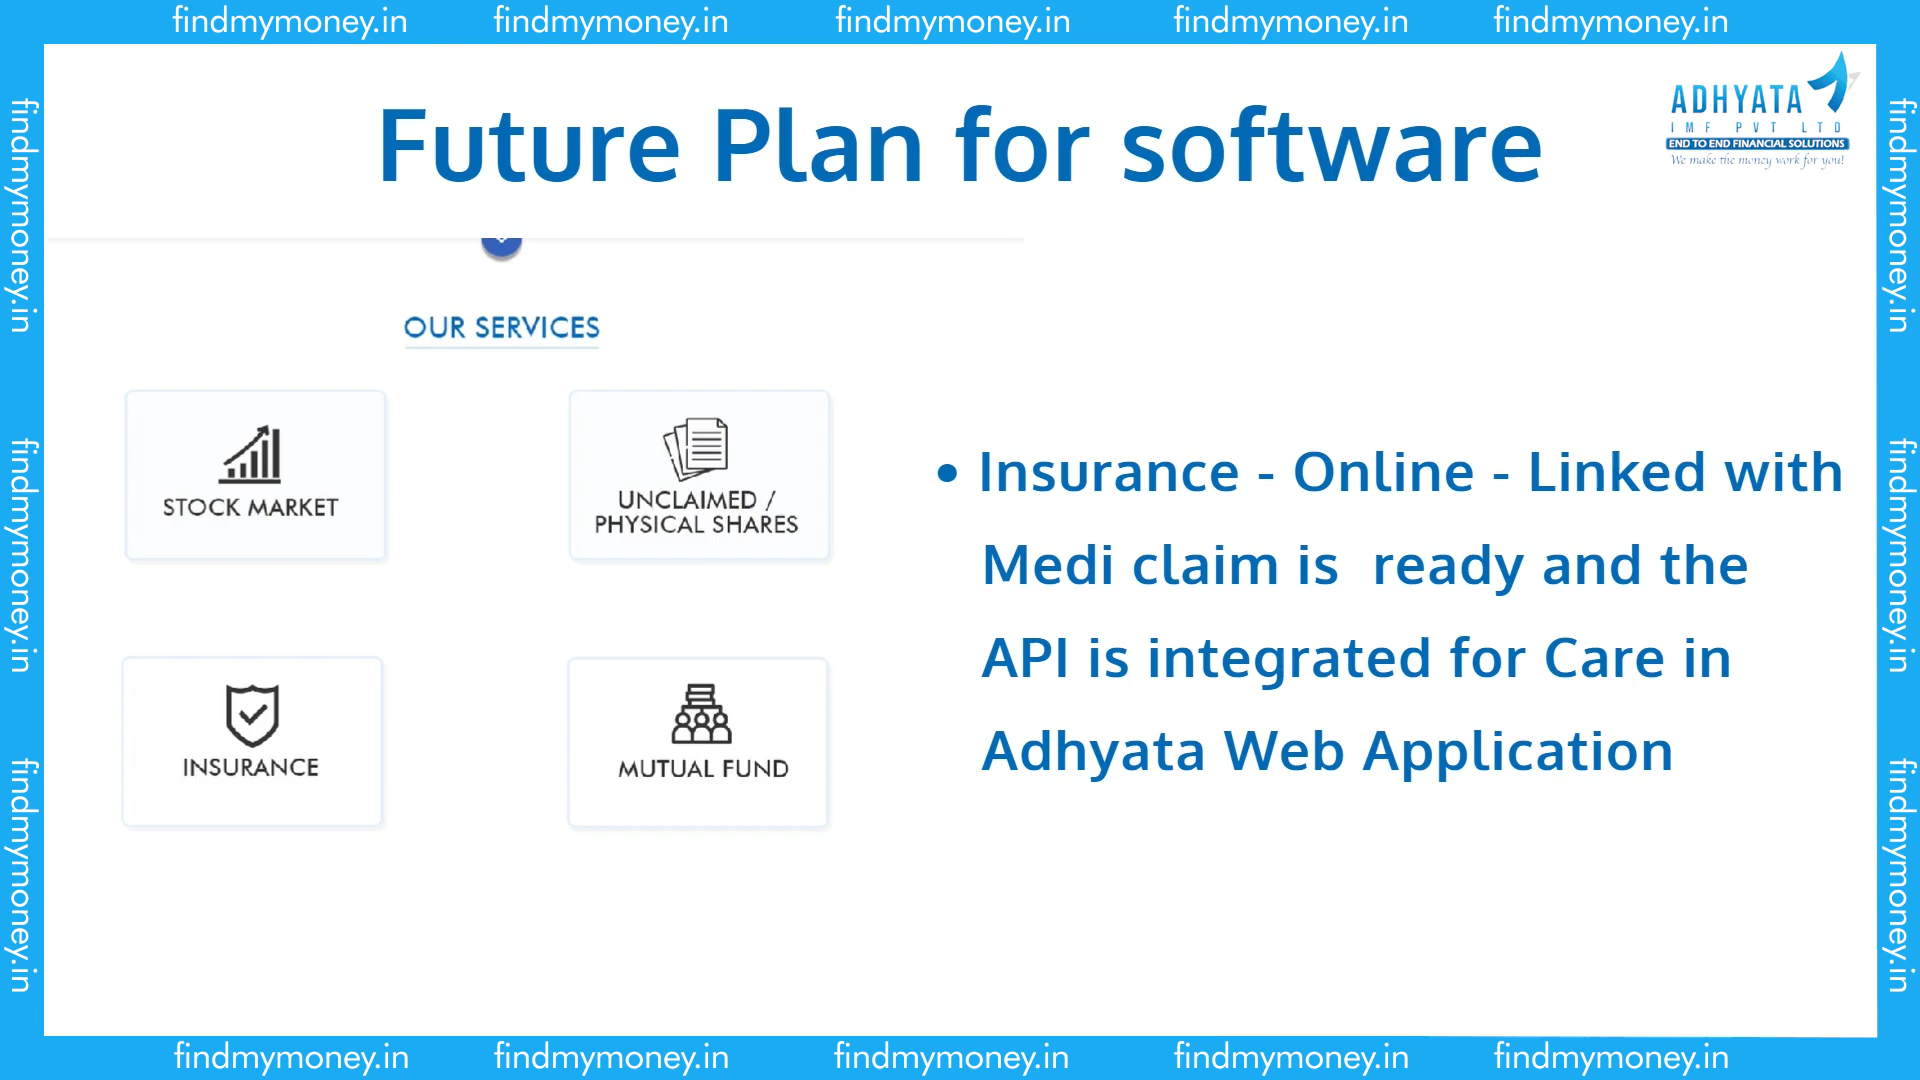 findmymoney.in findmymoney.in findmymoney.in findmymoney.in findmymoney.in
ADHYATA
IMF PVT LTD
END TO END FINANCIAL SOLUTIONS
We make the money work for you!
Future Plan for software
findmymoney.in
findmymoney.in
findmymoney.in
OUR SERVICES
STOCK MARKET
UNCLAIMED /
PHYSICAL SHARES
INSURANCE
MUTUAL FUND
• Insurance - Online - Linked with
Medi claim is ready and the
API is integrated for Care in
Adhyata Web Application
findmymoney.in
findmymoney.in
findmymoney.in
findmymoney.in findmymoney.in findmymoney.in findmymoney.in findmymoney.in